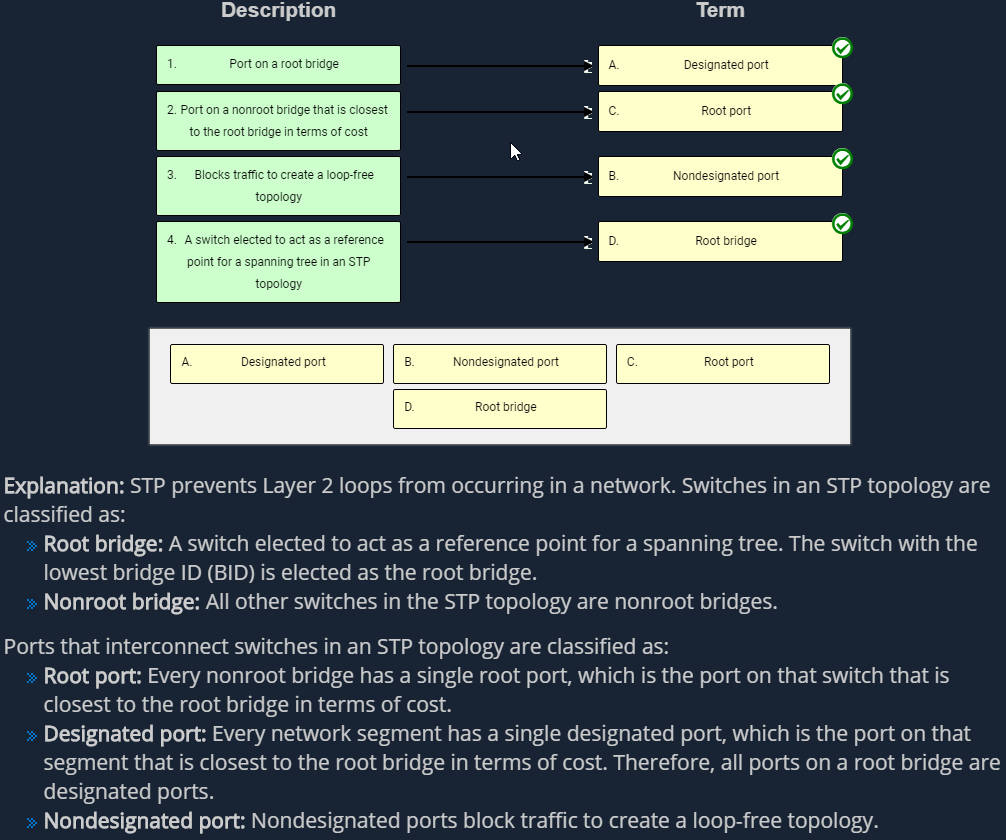 Description Term
1. Port on a root bridge
A. Designated port
2. Port on a nonroot bridge that is closest
to the root bridge in terms of cost
C. Root port
3. Blocks traffic to create a loop-free
topology
B. Nondesignated port
4. A switch elected to act as a reference
point for a spanning tree in an STP
topology
D. Root bridge
A. Designated port
B. Nondesignated port
C. Root port
D. Root bridge
Explanation: STP prevents Layer 2 loops from occurring in a network. Switches in an STP topology are
classified as:
Root bridge: A switch elected to act as a reference point for a spanning tree. The switch with the
lowest bridge ID (BID) is elected as the root bridge.
Nonroot bridge: All other switches in the STP topology are nonroot bridges.
Ports that interconnect switches in an STP topology are classified as:
Root port: Every nonroot bridge has a single root port, which is the port on that switch that is
closest to the root bridge in terms of cost.
Designated port: Every network segment has a single designated port, which is the port on that
segment that is closest to the root bridge in terms of cost. Therefore, all ports on a root bridge are
designated ports.
Nondesignated port: Nondesignated ports block traffic to create a loop-free topology.